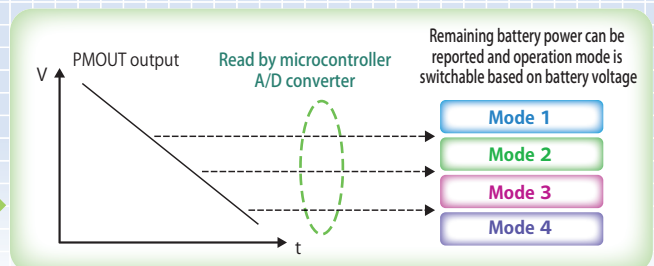 PMOUT output
V
t
Read by microcontroller
A/D converter
Remaining battery power can be
reported and operation mode is
switchable based on battery voltage
Mode 1
Mode 2
Mode 3
Mode 4